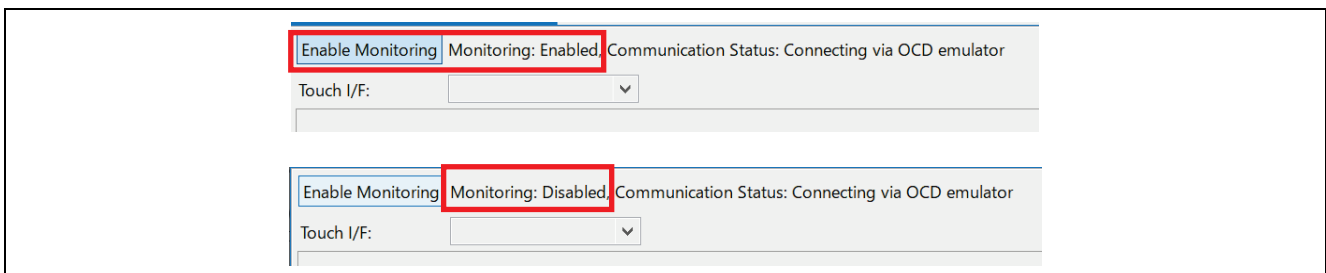 Enable Monitoring Monitoring: Enabled, Communication Status: Connecting via OCD emulator
Touch I/F:
Enable Monitoring Monitoring: Disabled, Communication Status: Connecting via OCD emulator
Touch I/F: